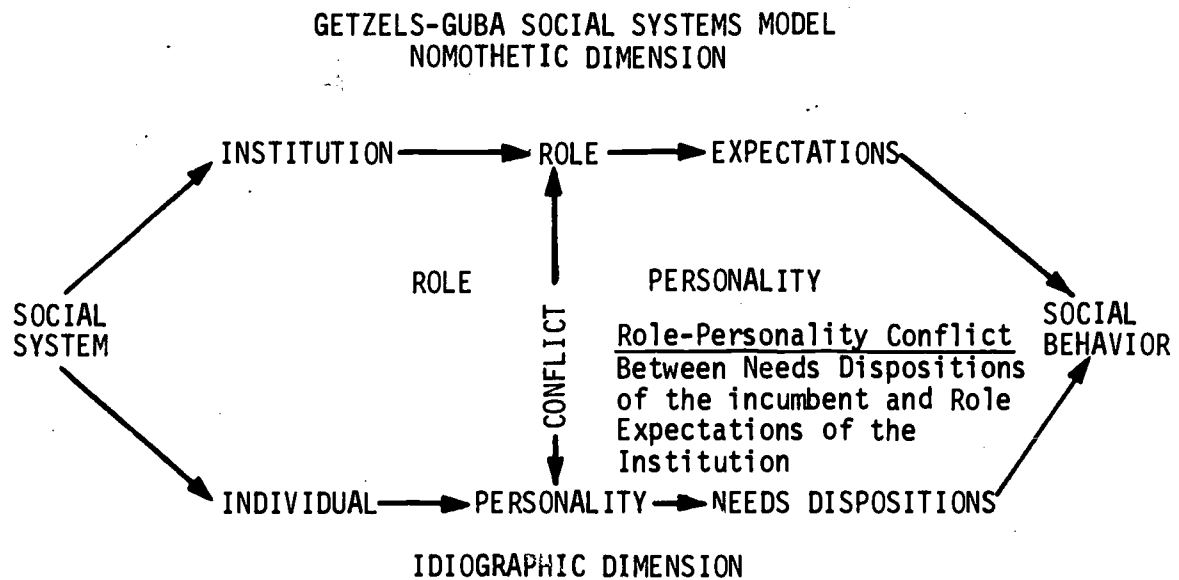 GETZELS-GUBA SOCIAL SYSTEMS MODEL
NOMOTHETIC DIMENSION
INSTITUTION ROLE EXPECTATIONS
ROLE PERSONALITY
SOCIAL
SYSTEM
CONFLICT
SOCIAL
BEHAVIOR
Role-Personality Conflict
Between Needs Dispositions
of the incumbent and Role
Expectations of the
Institution
INDIVIDUAL PERSONALITY NEEDS DISPOSITIONS
IDIOGRAPHIC DIMENSION